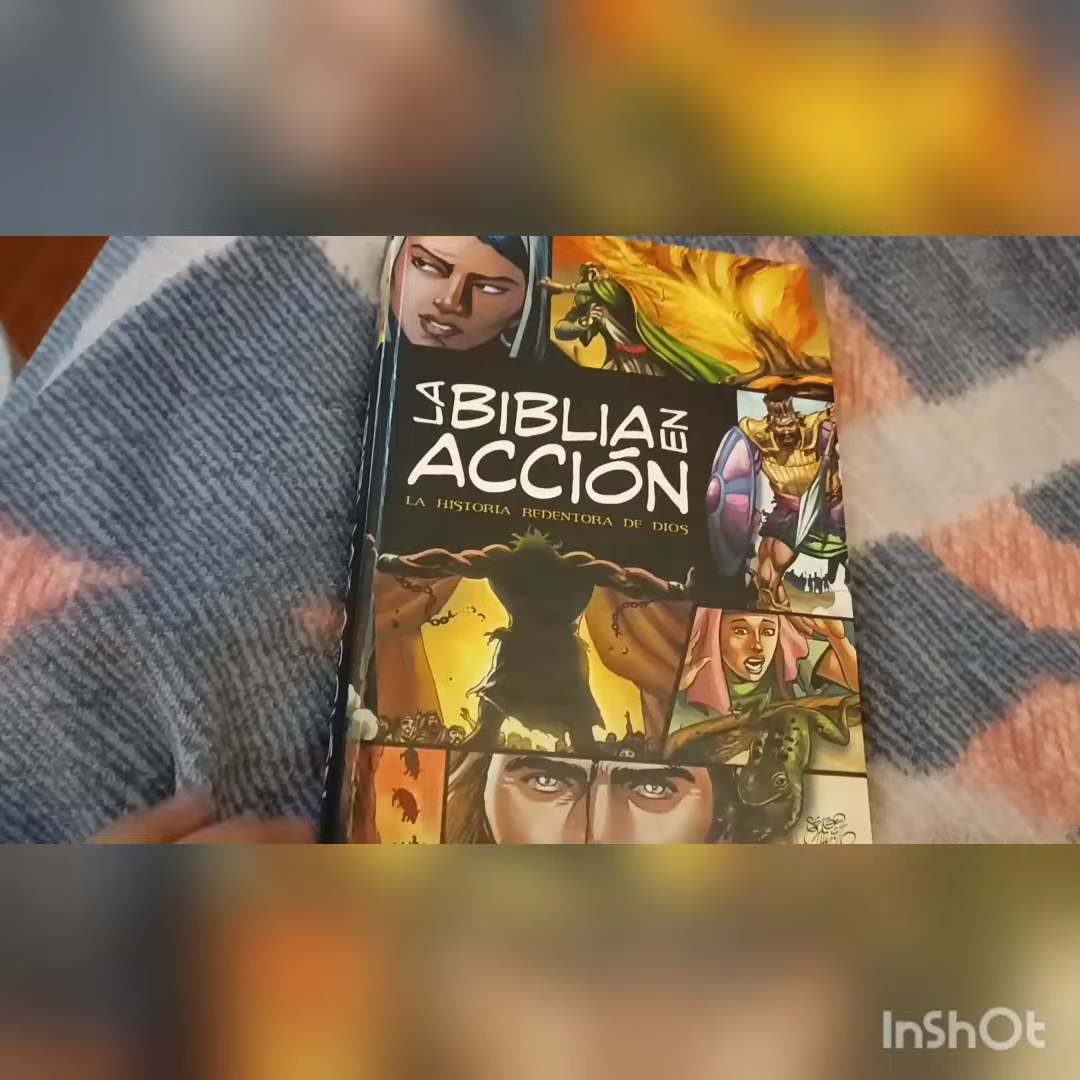 LA BIBLIA EN
ACCIÓN
LA HISTORIA REDENTORA DE DIOS
InShOt